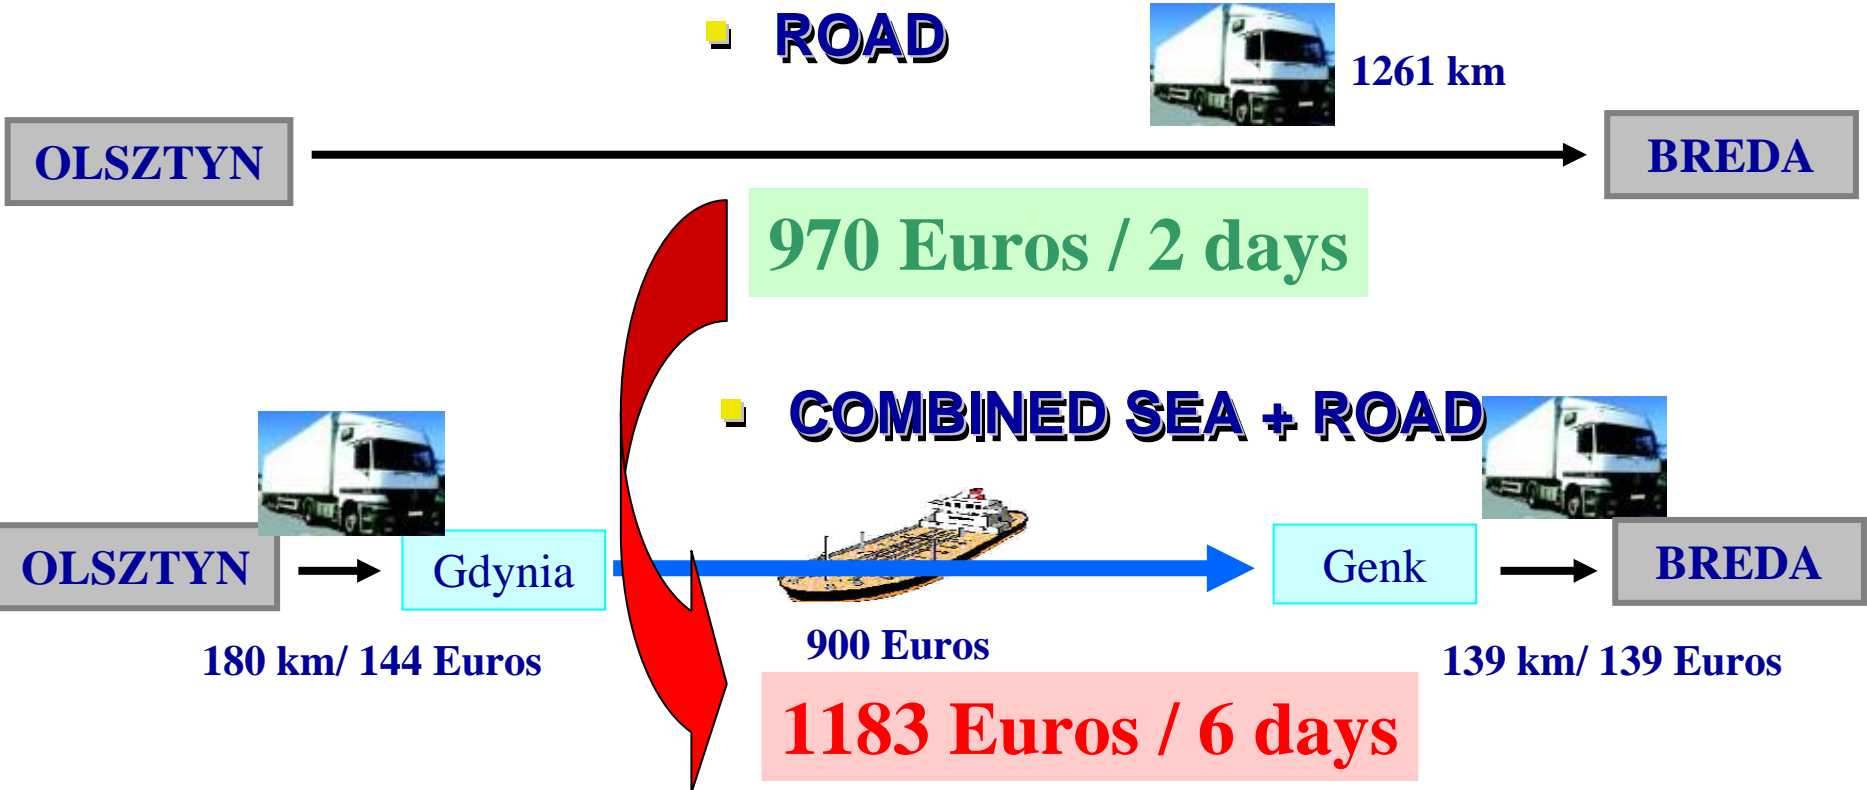 ROAD
1261 km
OLSZTYN
BREDA
970 Euros / 2 days
COMBINED SEA + ROAD
OLSZTYN
Gdynia
Genk
BREDA
180 km/ 144 Euros
900 Euros
139 km/ 139 Euros
1183 Euros / 6 days